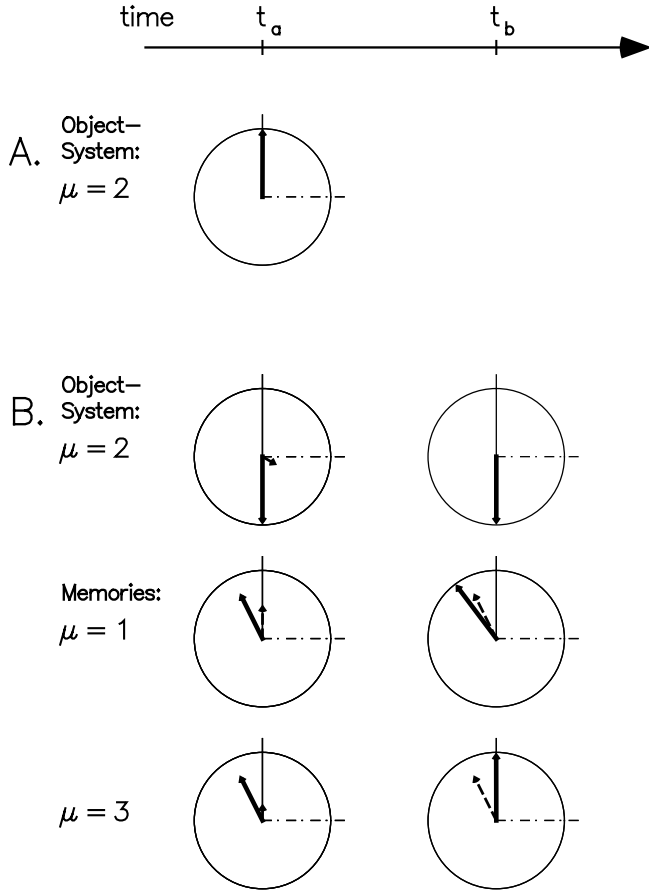 time t_a t_b
A. Object–
System:
μ = 2
B. Object–
System:
μ = 2
Memories:
μ = 1
μ = 3